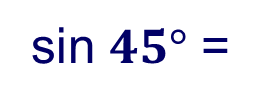 sin 45° =